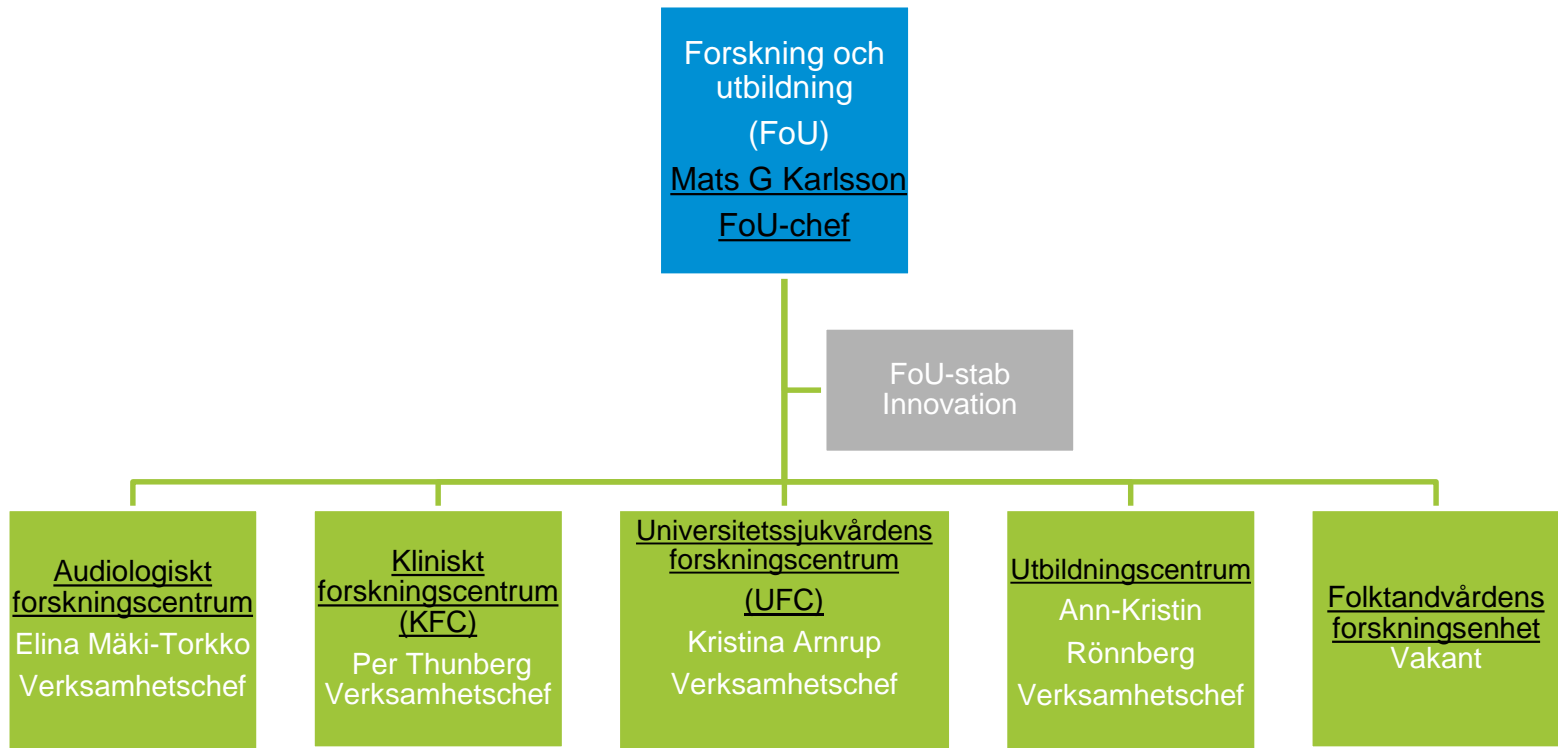 Forskning och
utbildning
(FoU)
Mats G Karlsson
FoU-chef
FoU-stab
Innovation
Audiologiskt
forskningscentrum
Elina Mäki-Torkko
Verksamhetschef
Kliniskt
forskningscentrum
(KFC)
Per Thunberg
Verksamhetschef
Universitetssjukvårdens
forskningscentrum
(UFC)
Kristina Arnrup
Verksamhetschef
Utbildningscentrum
Ann-Kristin
Rönnberg
Verksamhetschef
Folktandvårdens
forskningsenhet
Vakant